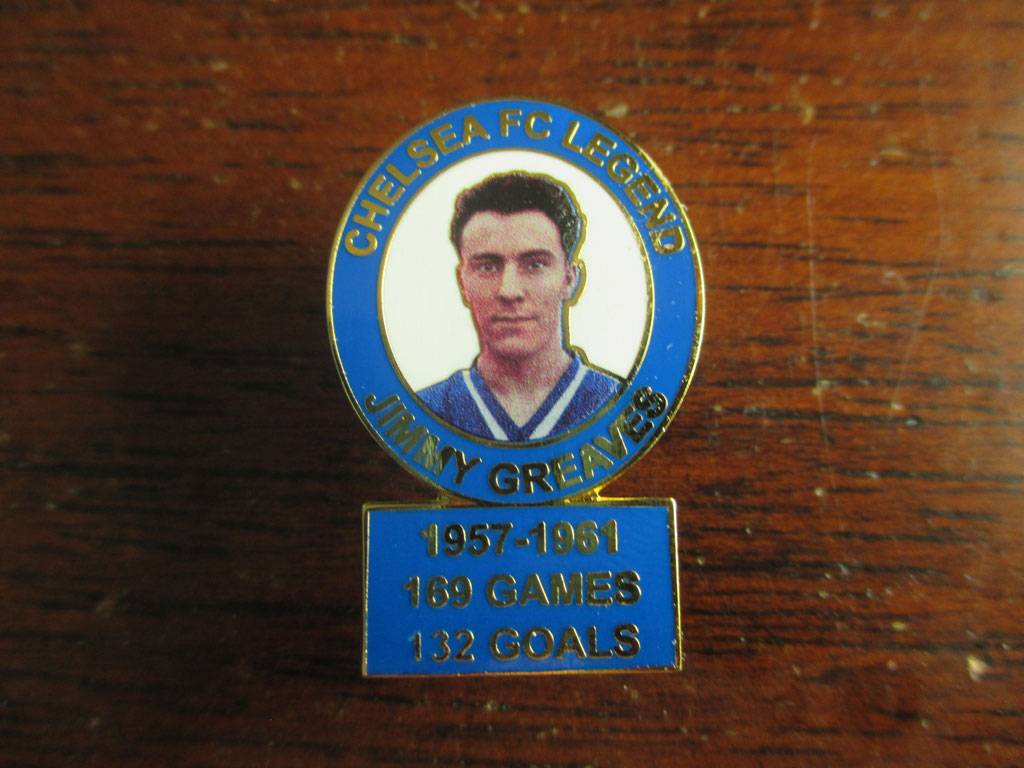 CHELSEA FC LEGEND
JIMMY GREAVES
1957-1961
169 GAMES
132 GOALS